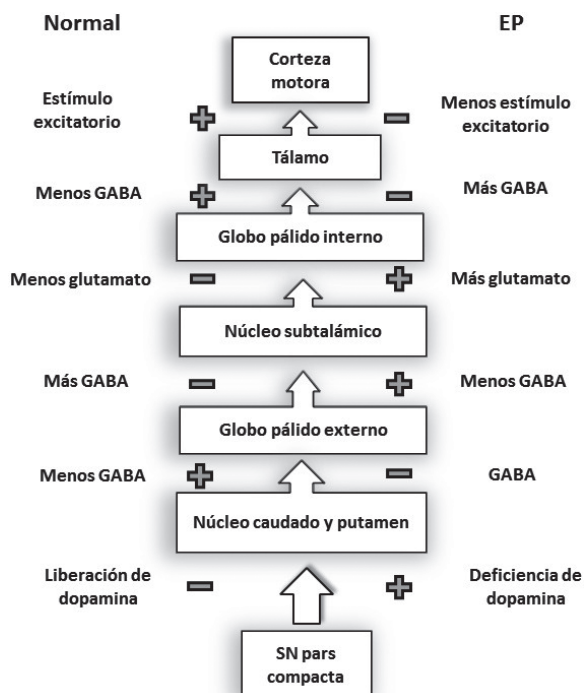 Normal
EP
Corteza
motora
Estímulo
excitatorio
+
-
Menos estímulo
excitatorio
Tálamo
Menos GABA
+
-
Más GABA
Globo pálido interno
Menos glutamato
-
+
Más glutamato
Núcleo subtalámico
Más GABA
-
+
Menos GABA
Globo pálido externo
Menos GABA
+
-
GABA
Núcleo caudado y putamen
Liberación de
dopamina
-
+
Deficiencia de
dopamina
SN pars
compacta